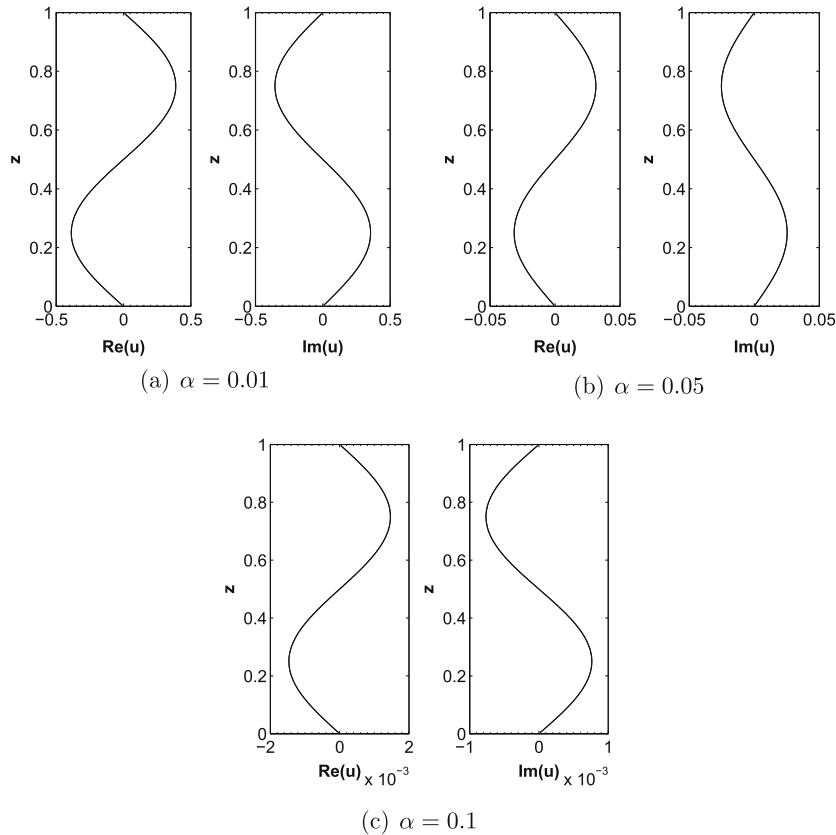 1 1 1 1
0.8 0.8 0.8 0.8
0.6 0.6 0.6 0.6
z z z z
0.4 0.4 0.4 0.4
0.2 0.2 0.2 0.2
0 0 0 0
−0.5 0 0.5 −0.5 0 0.5 −0.05 0 0.05 −0.05 0 0.05
Re(u) Im(u) Re(u) Im(u)
(a) α = 0.01 (b) α = 0.05
1 1
0.8 0.8
0.6 0.6
z z
0.4 0.4
0.2 0.2
0 0
−2 0 2 −1 0 1
Re(u) x 10⁻³ Im(u) x 10⁻³
(c) α = 0.1